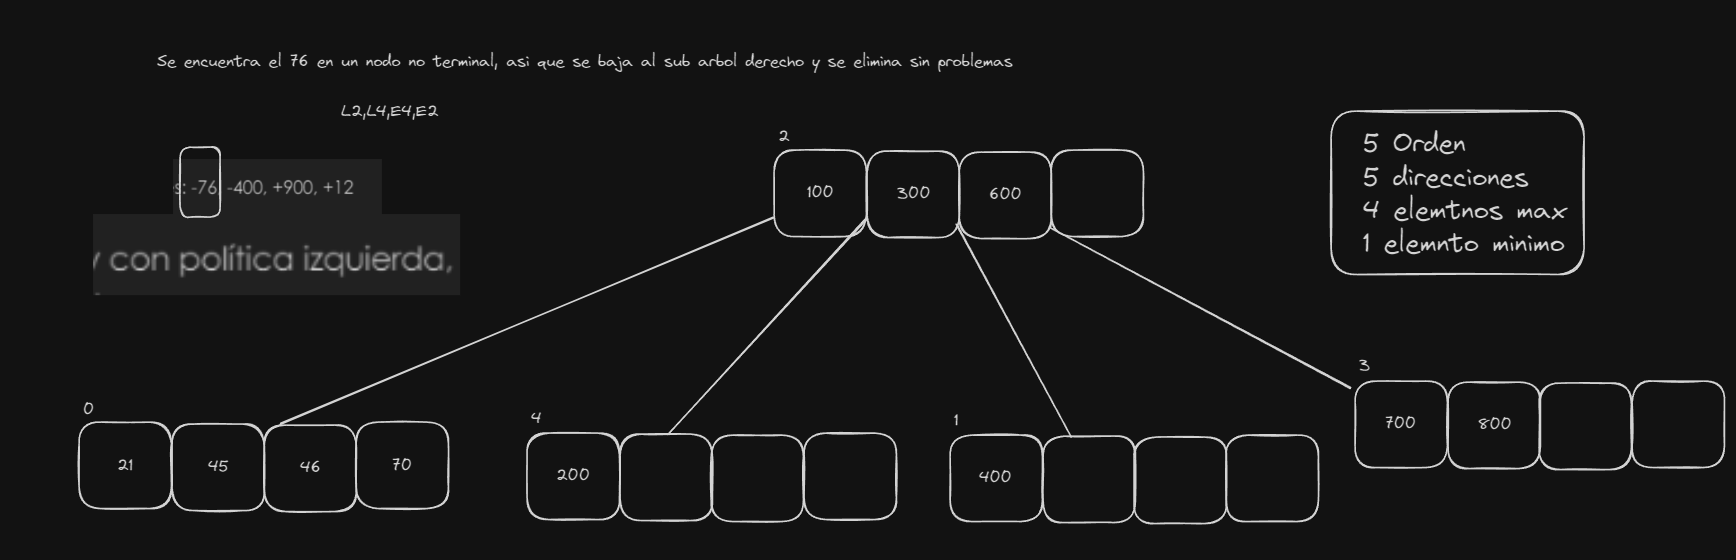 Se encuentra el 76 en un nodo no terminal, asi que se baja al sub arbol derecho y se elimina sin problemas
L2,L4,E4,E2
s: -76, -400, +900, +12
y con política izquierda,
5 Orden
5 direcciones
4 elemtnos max
1 elemnto minimo
2
100 300 600
0
21 45 46 70
4
200
1
400
3
700 800